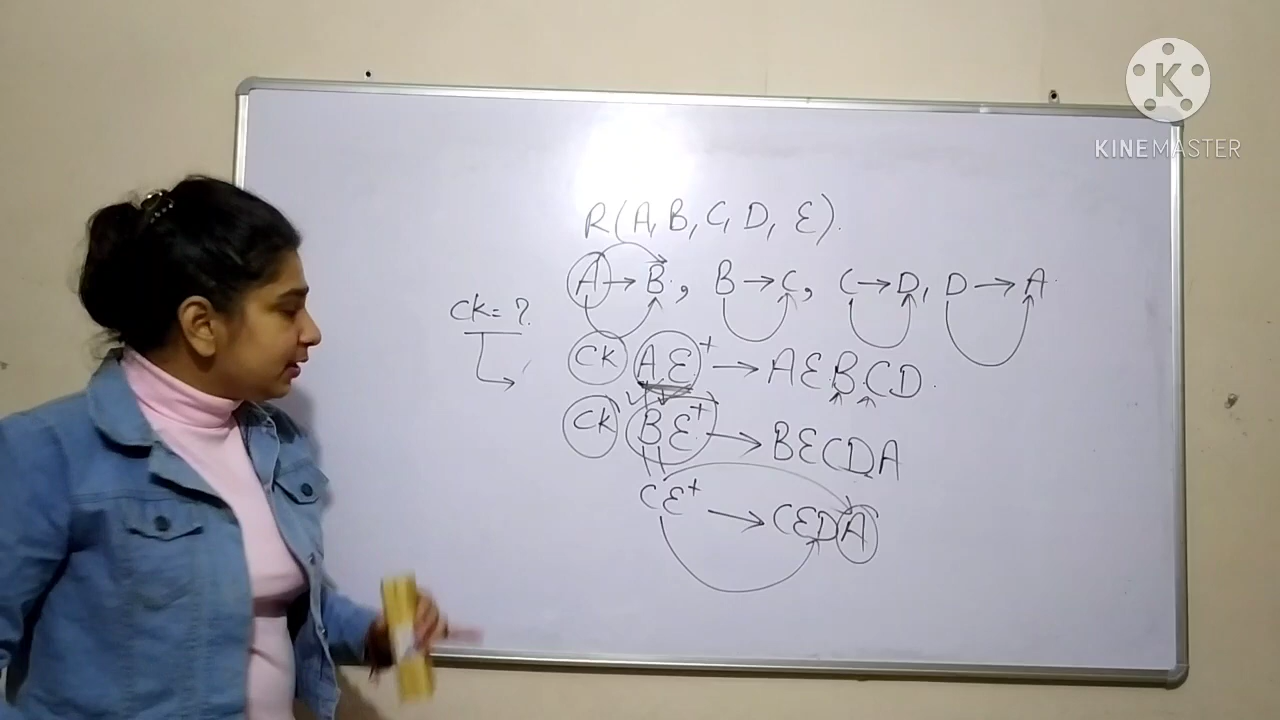 K
KINEMASTER
R(A, B, C, D, E).
A → B, B → C, C → D, D → A.
CK = ?
CK AE+ → AEBCD.
CK BE+ → BECDA
CE+ → CEDA